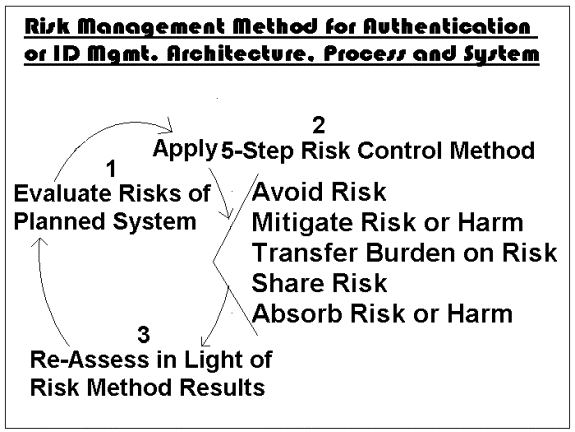 Risk Management Method for Authentication
or ID Mgmt. Architecture, Process and System
1
Evaluate Risks of
Planned System
2
Apply 5-Step Risk Control Method
Avoid Risk
Mitigate Risk or Harm
Transfer Burden on Risk
Share Risk
Absorb Risk or Harm
3
Re-Assess in Light of
Risk Method Results